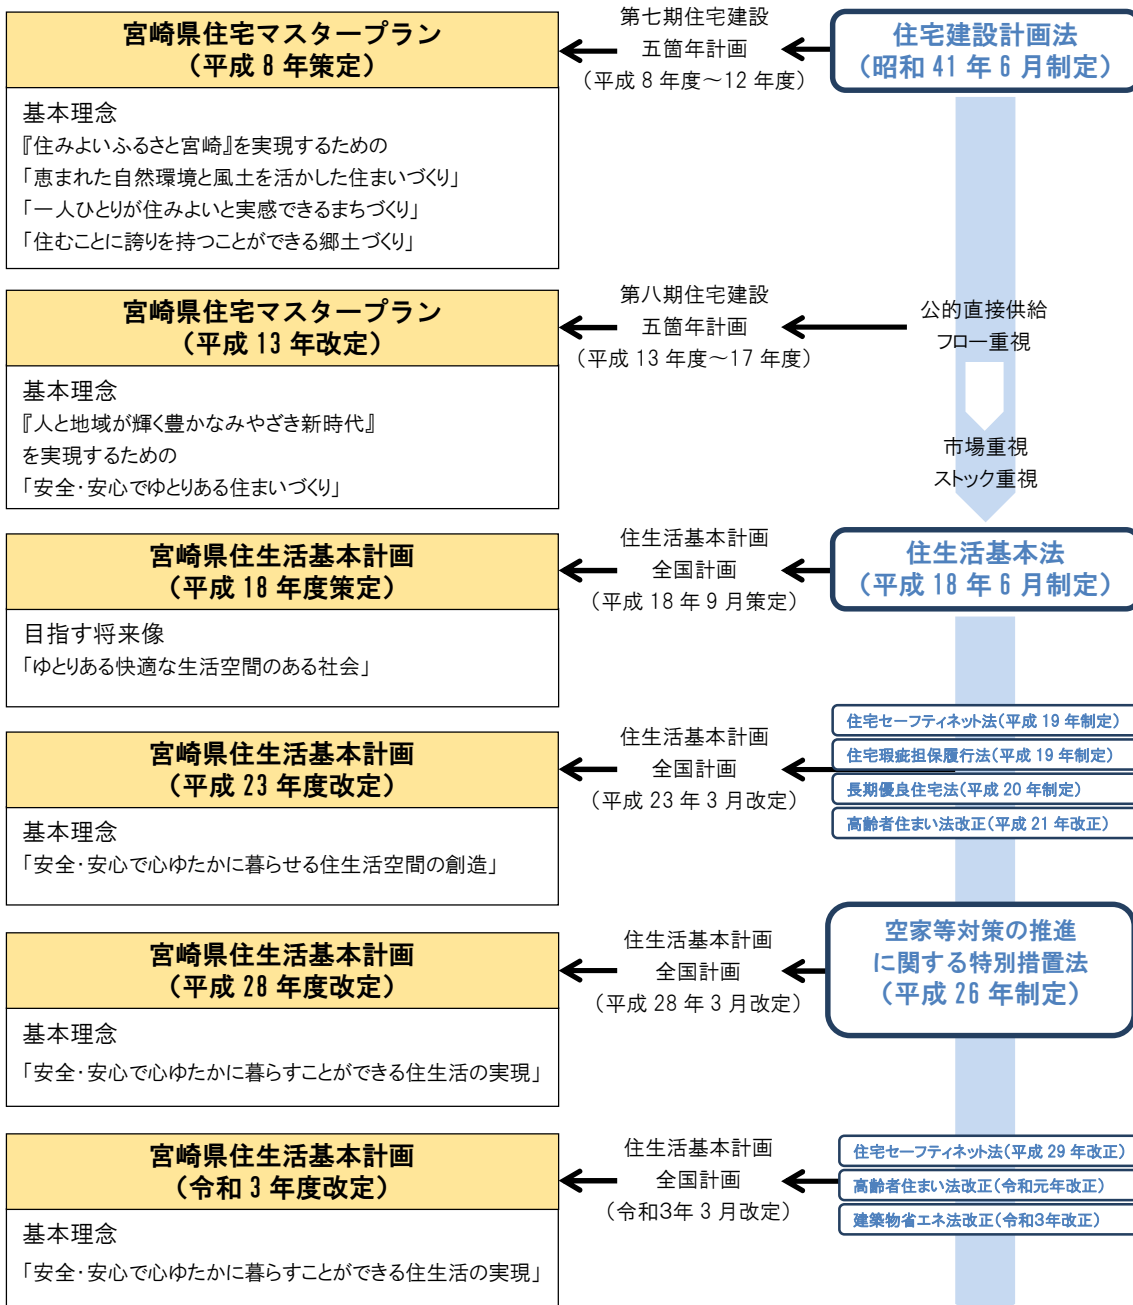 宮崎県住宅マスタープラン
（平成 8 年策定）
基本理念
『住みよいふるさと宮崎』を実現するための
「恵まれた自然環境と風土を活かした住まいづくり」
「一人ひとりが住みよいと実感できるまちづくり」
「住むことに誇りを持つことができる郷土づくり」
第七期住宅建設
五箇年計画
（平成 8 年度～12 年度）
住宅建設計画法
（昭和 41 年 6 月制定）
宮崎県住宅マスタープラン
（平成 13 年改定）
基本理念
『人と地域が輝く豊かなみやざき新時代』
を実現するための
「安全・安心でゆとりある住まいづくり」
第八期住宅建設
五箇年計画
（平成 13 年度～17 年度）
公的直接供給
フロー重視
市場重視
ストック重視
宮崎県住生活基本計画
（平成 18 年度策定）
目指す将来像
「ゆとりある快適な生活空間のある社会」
住生活基本計画
全国計画
（平成 18 年 9 月策定）
住生活基本法
（平成 18 年 6 月制定）
宮崎県住生活基本計画
（平成 23 年度改定）
基本理念
「安全・安心で心ゆたかに暮らせる住生活空間の創造」
住生活基本計画
全国計画
（平成 23 年 3 月改定）
住宅セーフティネット法(平成 19 年制定)
住宅瑕疵担保履行法(平成 19 年制定)
長期優良住宅法(平成 20 年制定)
高齢者住まい法改正(平成 21 年改正)
宮崎県住生活基本計画
（平成 28 年度改定）
基本理念
「安全・安心で心ゆたかに暮らすことができる住生活の実現」
住生活基本計画
全国計画
（平成 28 年 3 月改定）
空家等対策の推進
に関する特別措置法
（平成 26 年制定）
宮崎県住生活基本計画
（令和 3 年度改定）
基本理念
「安全・安心で心ゆたかに暮らすことができる住生活の実現」
住生活基本計画
全国計画
（令和3年 3 月改定）
住宅セーフティネット法(平成 29 年改正)
高齢者住まい法改正(令和元年改正)
建築物省エネ法改正(令和3年改正)